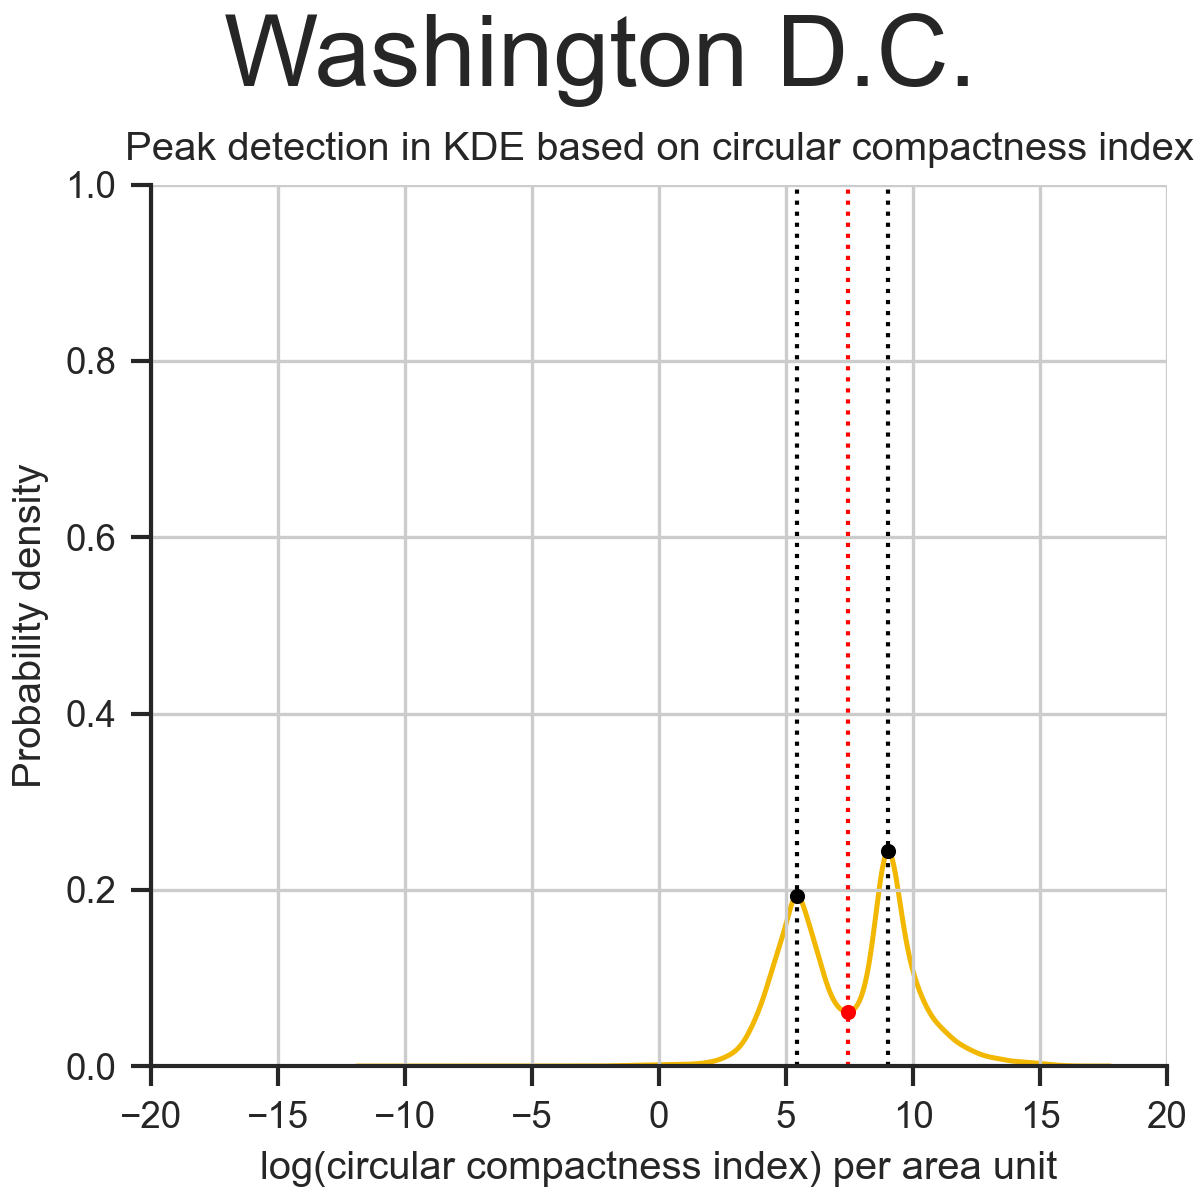 Washington D.C.
Peak detection in KDE based on circular compactness index
1.0
0.8
0.6
0.4
0.2
0.0
Probability density
−20 −15 −10 −5 0 5 10 15 20
log(circular compactness index) per area unit